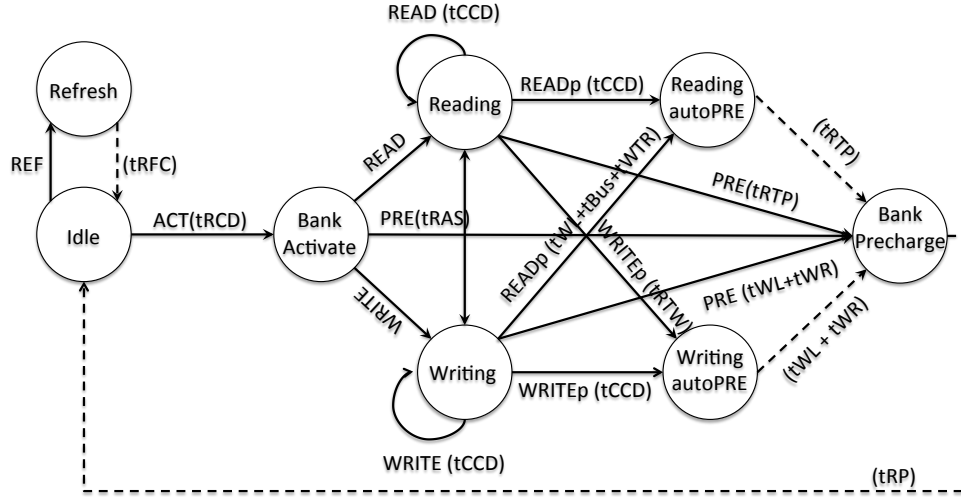 READ (tCCD)
Refresh
Reading
READp (tCCD)
Reading
autoPRE
REF
(tRFC)
READ
(tRTP)
PRE(tRTP)
READp (tWL+tBus+tWTR)
Idle
ACT(tRCD)
Bank
Activate
PRE(tRAS)
Bank
Precharge
WRITEp (tRTW)
WRITE
PRE (tWL+tWR)
(tWL + tWR)
Writing
WRITEp (tCCD)
Writing
autoPRE
WRITE (tCCD)
(tRP)